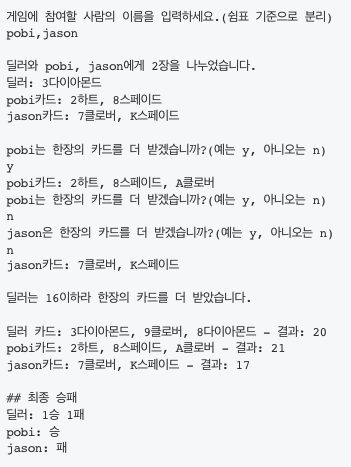 게임에 참여할 사람의 이름을 입력하세요.(쉼표 기준으로 분리)
pobi,jason
딜러와 pobi, jason에게 2장을 나누었습니다.
딜러: 3다이아몬드
pobi카드: 2하트, 8스페이드
jason카드: 7클로버, K스페이드
pobi는 한장의 카드를 더 받겠습니까?(예는 y, 아니오는 n)
y
pobi카드: 2하트, 8스페이드, A클로버
pobi는 한장의 카드를 더 받겠습니까?(예는 y, 아니오는 n)
n
jason은 한장의 카드를 더 받겠습니까?(예는 y, 아니오는 n)
n
jason카드: 7클로버, K스페이드
딜러는 16이하라 한장의 카드를 더 받았습니다.
딜러 카드: 3다이아몬드, 9클로버, 8다이아몬드 - 결과: 20
pobi카드: 2하트, 8스페이드, A클로버 - 결과: 21
jason카드: 7클로버, K스페이드 - 결과: 17
## 최종 승패
딜러: 1승 1패
pobi: 승
jason: 패